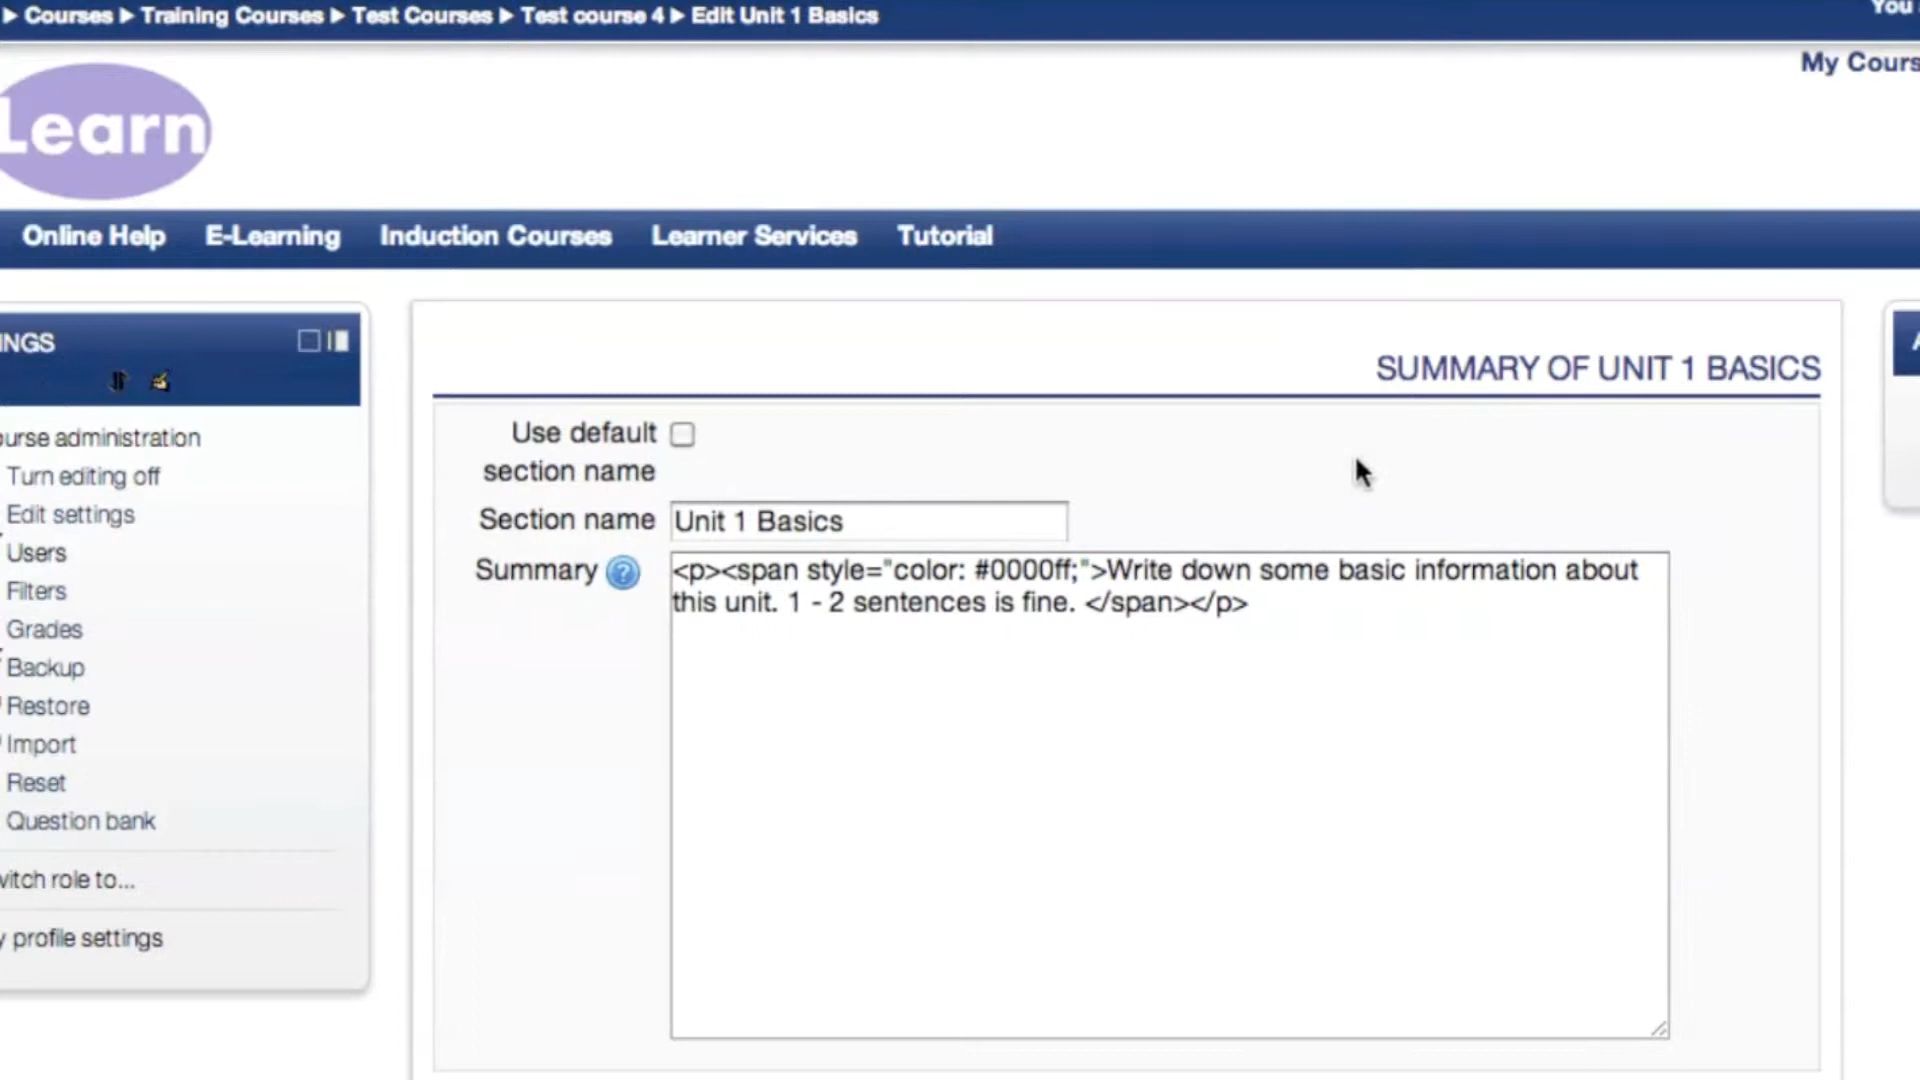 Courses ▶ Training Courses ▶ Test Courses ▶ Test course 4 ▶ Edit Unit 1 Basics
You
My Cours
Learn
Online Help E-Learning Induction Courses Learner Services Tutorial
INGS
urse administration
Turn editing off
Edit settings
Users
Filters
Grades
Backup
Restore
Import
Reset
Question bank
vitch role to...
y profile settings
SUMMARY OF UNIT 1 BASICS
Use default
section name
Section name Unit 1 Basics
Summary <p><span style="color: #0000ff;">Write down some basic information about
this unit. 1 - 2 sentences is fine. </span></p>